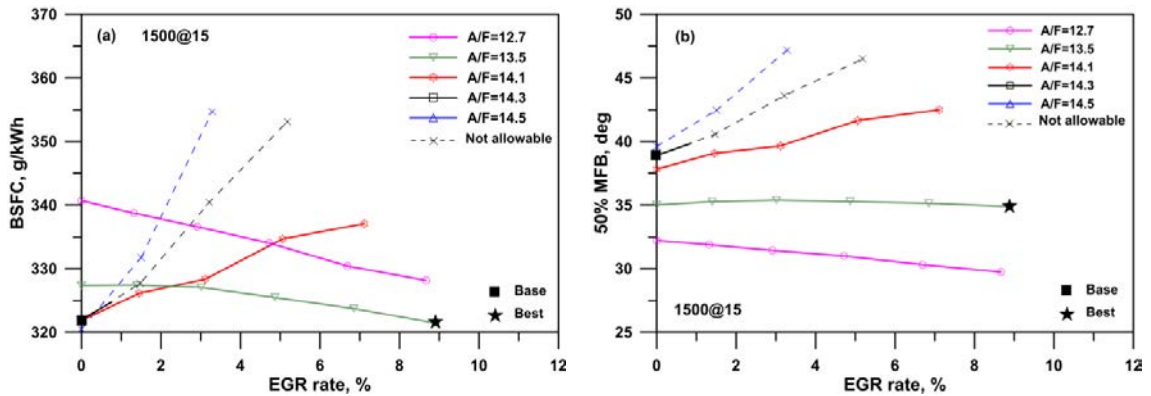 370
360
350
340
330
320
BSFC, g/kWh
(a) 1500@15
A/F=12.7
A/F=13.5
A/F=14.1
A/F=14.3
A/F=14.5
Not allowable
Base
Best
0 2 4 6 8 10 12
EGR rate, %
50
45
40
35
30
25
50% MFB, deg
(b)
A/F=12.7
A/F=13.5
A/F=14.1
A/F=14.3
A/F=14.5
Not allowable
1500@15
Base
Best
0 2 4 6 8 10 12
EGR rate, %